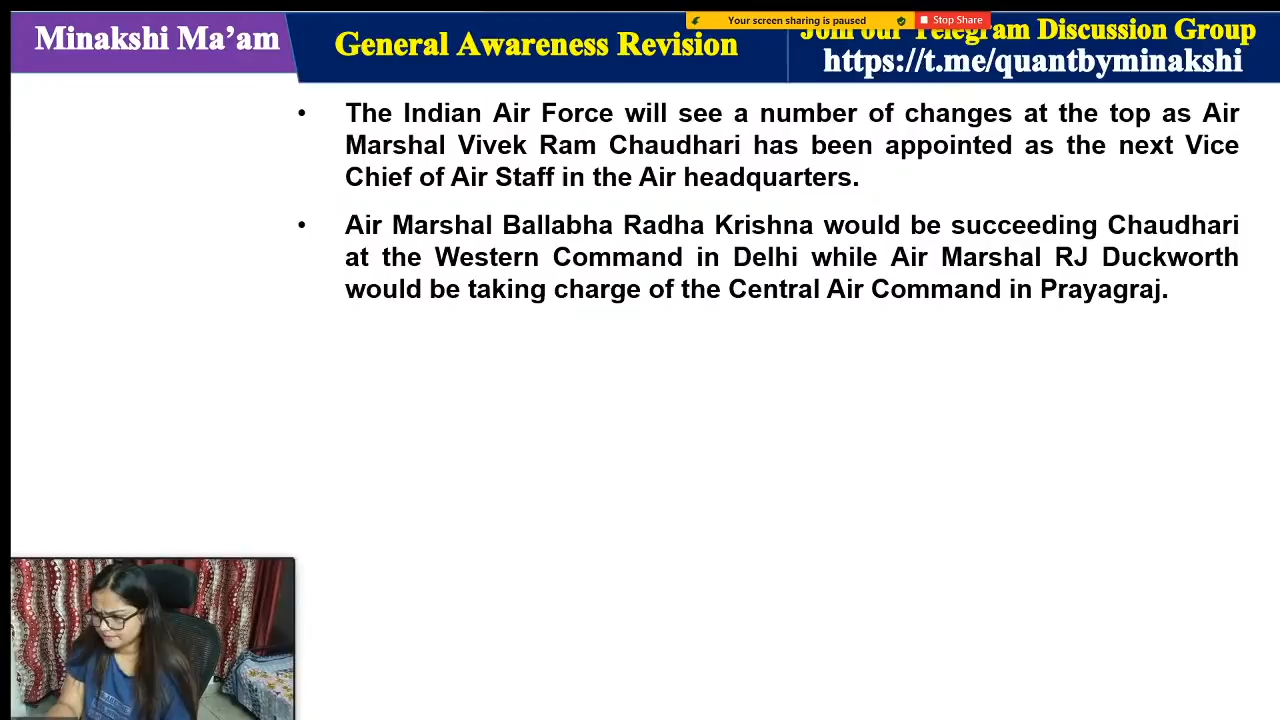 Minakshi Ma’am
General Awareness Revision
Your screen sharing is paused
Stop Share
Join our Telegram Discussion Group
https://t.me/quantbyminakshi
• The Indian Air Force will see a number of changes at the top as Air
Marshal Vivek Ram Chaudhari has been appointed as the next Vice
Chief of Air Staff in the Air headquarters.
• Air Marshal Ballabha Radha Krishna would be succeeding Chaudhari
at the Western Command in Delhi while Air Marshal RJ Duckworth
would be taking charge of the Central Air Command in Prayagraj.